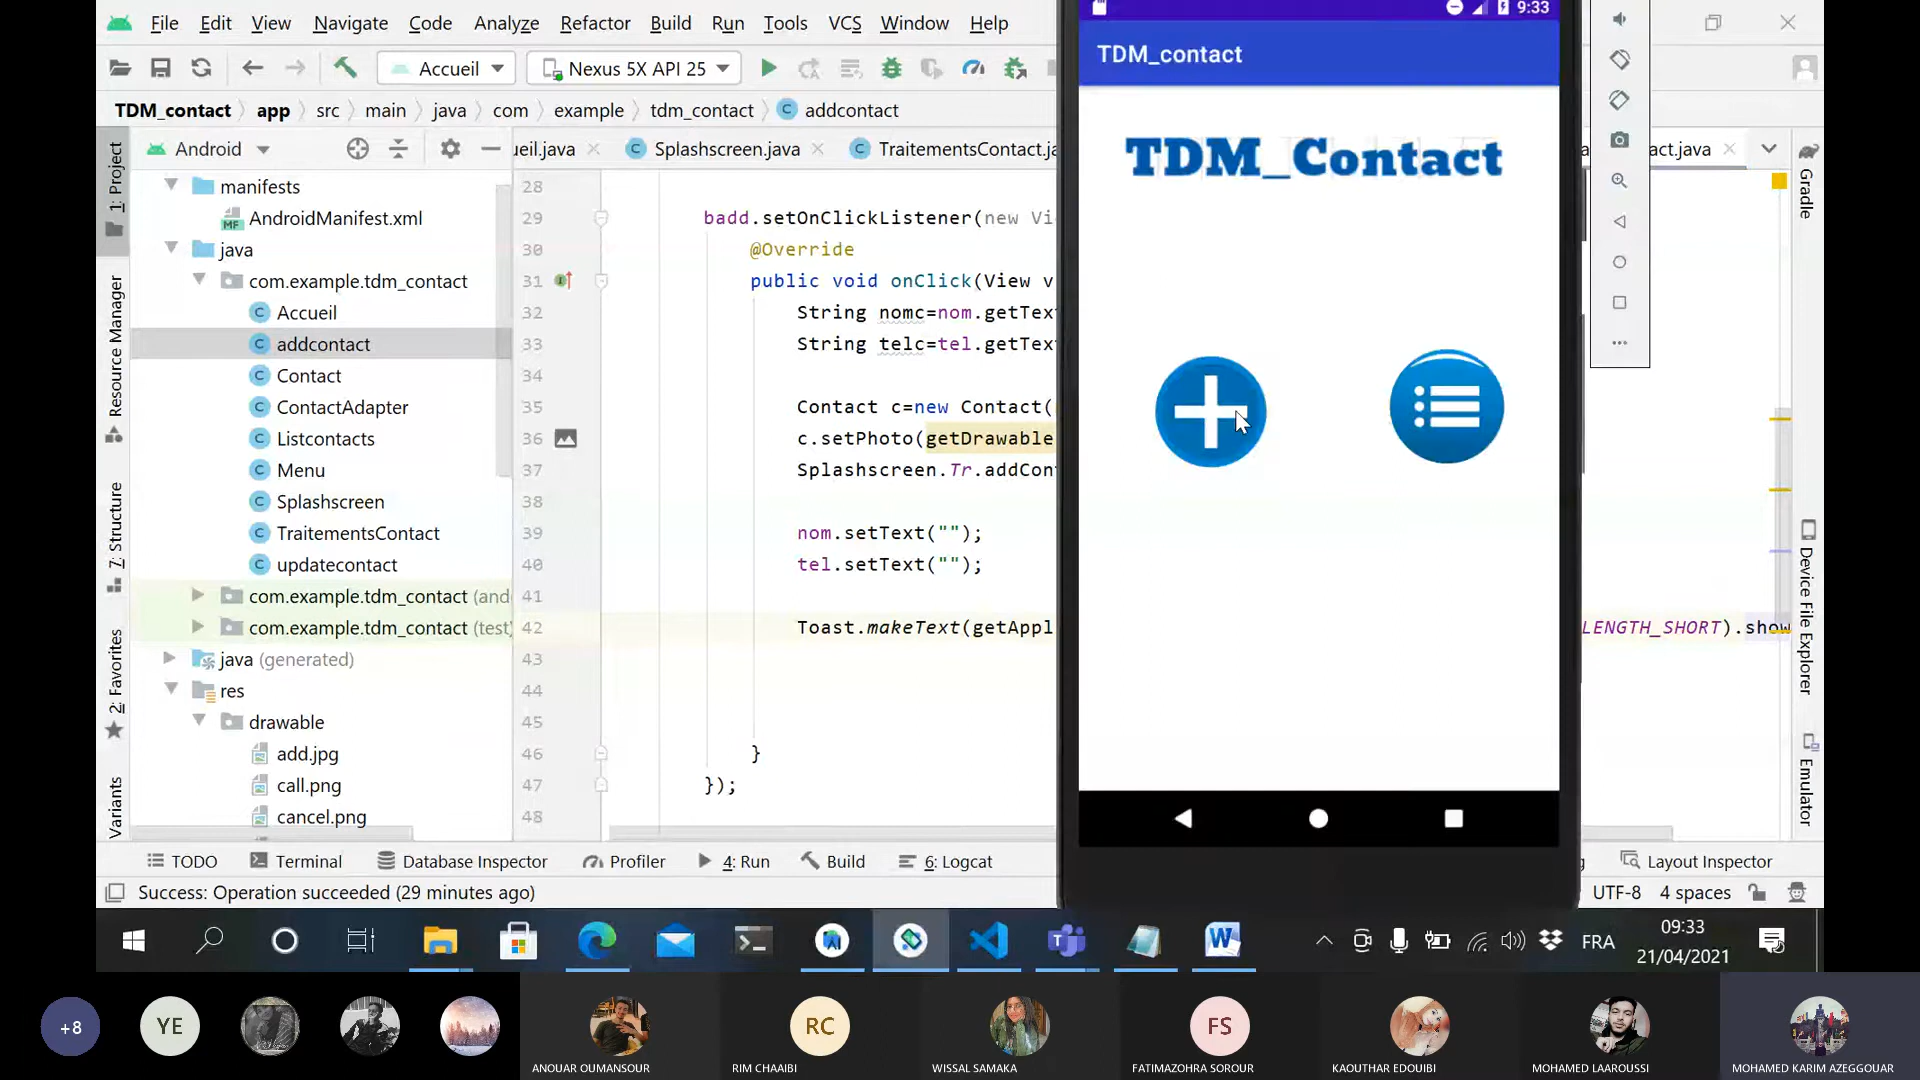 File Edit View Navigate Code Analyze Refactor Build Run Tools VCS Window Help
Accueil Nexus 5X API 25
TDM_contact app src main java com example tdm_contact addcontact
Android
ueil.java Splashscreen.java TraitementsContact.ja
act.java
1: Project
Resource Manager
7: Structure
2: Favorites
Variants
manifests
AndroidManifest.xml
java
com.example.tdm_contact
Accueil
addcontact
Contact
ContactAdapter
Listcontacts
Menu
Splashscreen
TraitementsContact
updatecontact
com.example.tdm_contact (and
com.example.tdm_contact (test)
java (generated)
res
drawable
add.jpg
call.png
cancel.png
28
29 badd.setOnClickListener(new Vi
30 @Override
31 public void onClick(View v
32 String nomc=nom.getTex
33 String telc=tel.getTex
34
35 Contact c=new Contact(
36 c.setPhoto(getDrawable
37 Splashscreen.Tr.addCon
38
39 nom.setText("");
40 tel.setText("");
41
42 Toast.makeText(getAppl LENGTH_SHORT).show
43
44
45
46 }
47 });
48
9:33
TDM_contact
TDM_Contact
Gradle
Device File Explorer
Emulator
TODO Terminal Database Inspector Profiler 4: Run Build 6: Logcat
Layout Inspector
Success: Operation succeeded (29 minutes ago)
UTF-8 4 spaces
FRA
09:33
21/04/2021
+8
YE
RC
FS
ANOUAR OUMANSOUR
RIM CHAAIBI
WISSAL SAMAKA
FATIMAZOHRA SOROUR
KAOUTHAR EDOUIBI
MOHAMED LAAROUSSI
MOHAMED KARIM AZEGGOUAR